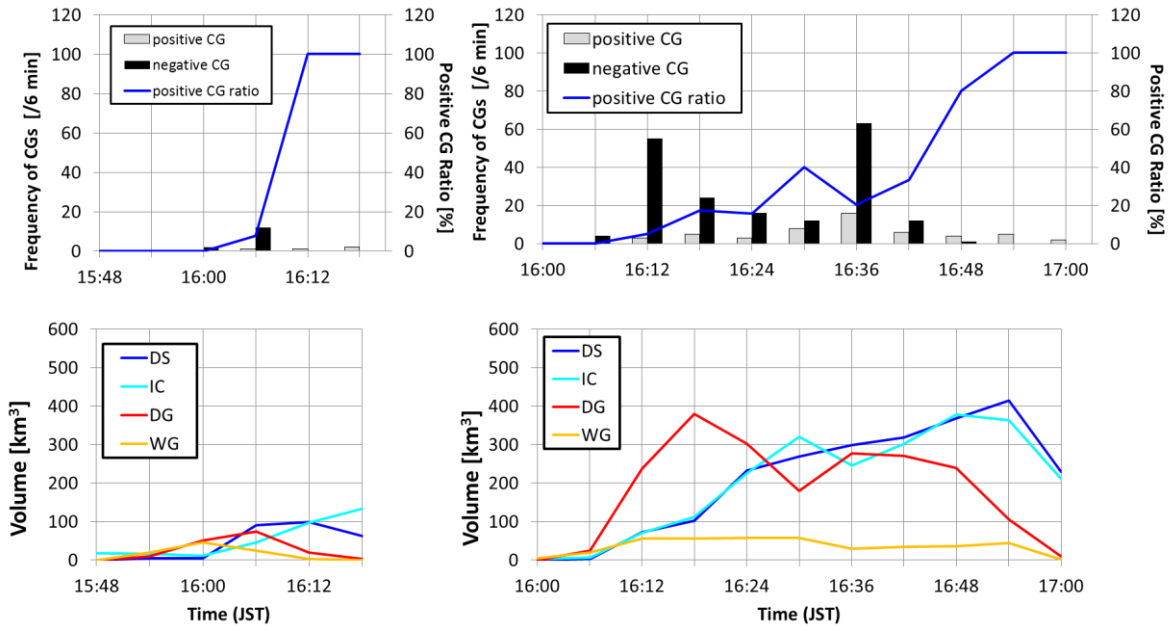 Frequency of CGs [/6 min]
120
100
80
60
40
20
0
positive CG
negative CG
positive CG ratio
120
100
80
60
40
20
0
Positive CG Ratio [%]
15:48
16:00
16:12
Frequency of CGs [/6 min]
120
100
80
60
40
20
0
positive CG
negative CG
positive CG ratio
120
100
80
60
40
20
0
Positive CG Ratio [%]
16:00
16:12
16:24
16:36
16:48
17:00
Volume [km³]
600
500
400
300
200
100
0
DS
IC
DG
WG
15:48
16:00
16:12
Time (JST)
Volume [km³]
600
500
400
300
200
100
0
DS
IC
DG
WG
16:00
16:12
16:24
16:36
16:48
17:00
Time (JST)